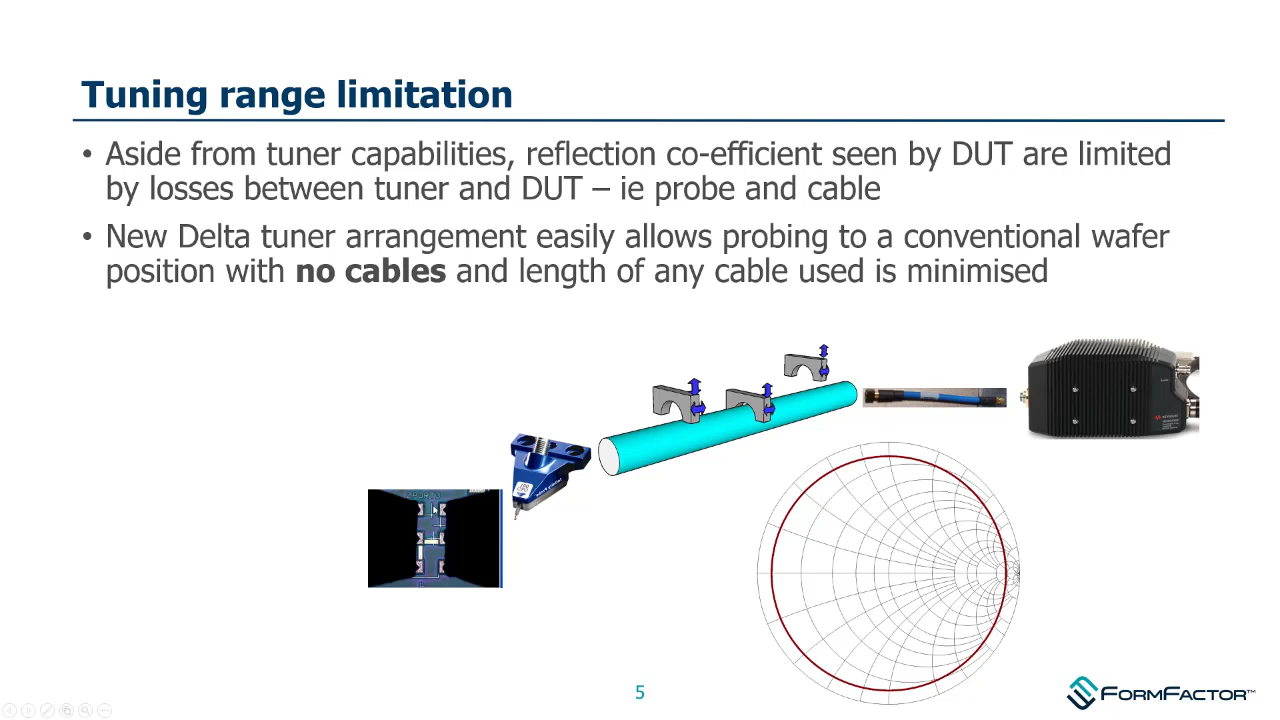 Tuning range limitation
• Aside from tuner capabilities, reflection co-efficient seen by DUT are limited
by losses between tuner and DUT – ie probe and cable
• New Delta tuner arrangement easily allows probing to a conventional wafer
position with no cables and length of any cable used is minimised
5
FORMFACTOR™